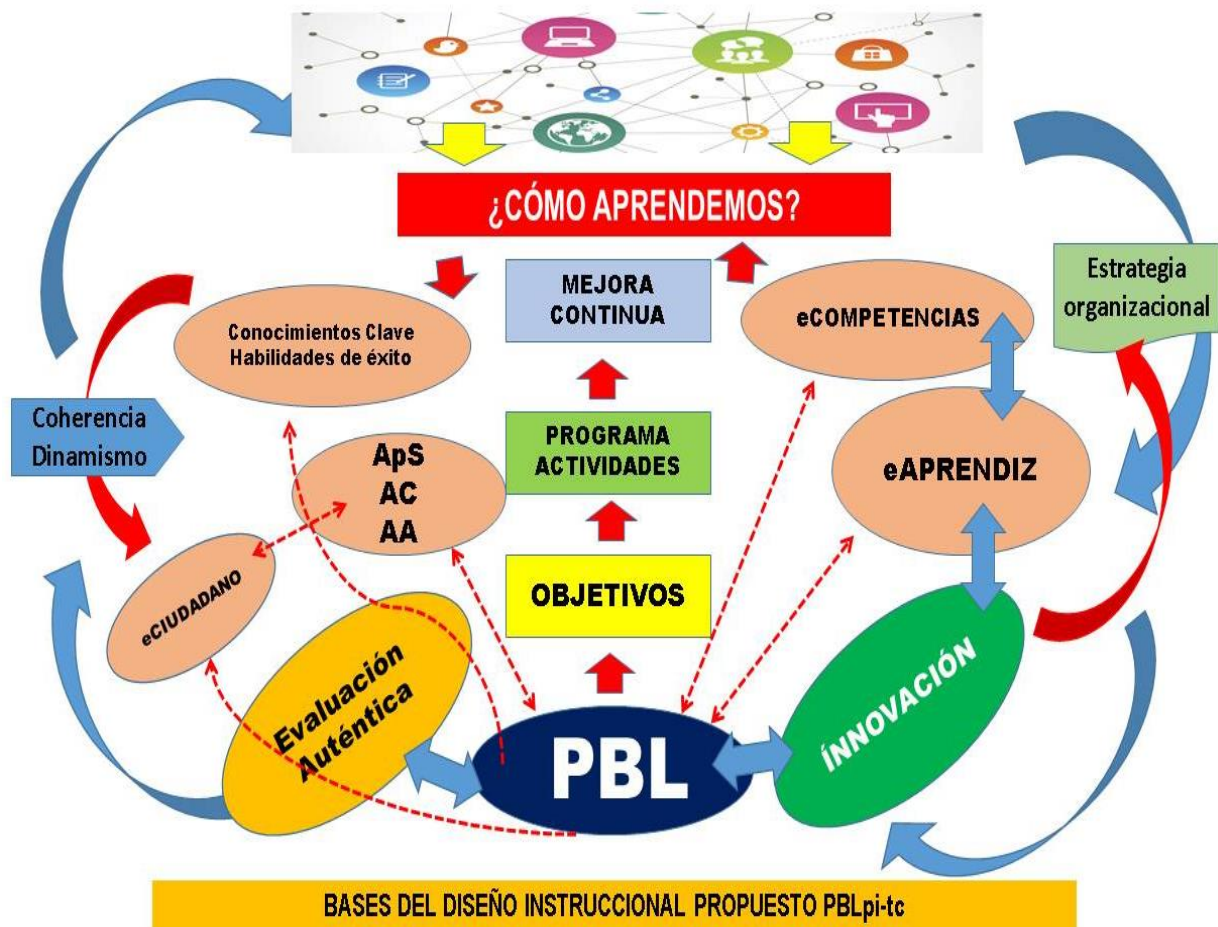 ¿CÓMO APRENDEMOS?
MEJORA
CONTINUA
eCOMPETENCIAS
Estrategia
organizacional
Conocimientos Clave
Habilidades de éxito
Coherencia
Dinamismo
PROGRAMA
ACTIVIDADES
ApS
AC
AA
eAPRENDIZ
eCIUDADANO
OBJETIVOS
Evaluación
Auténtica
PBL
ÍNNOVACIÓN
BASES DEL DISEÑO INSTRUCCIONAL PROPUESTO PBLpi-tc